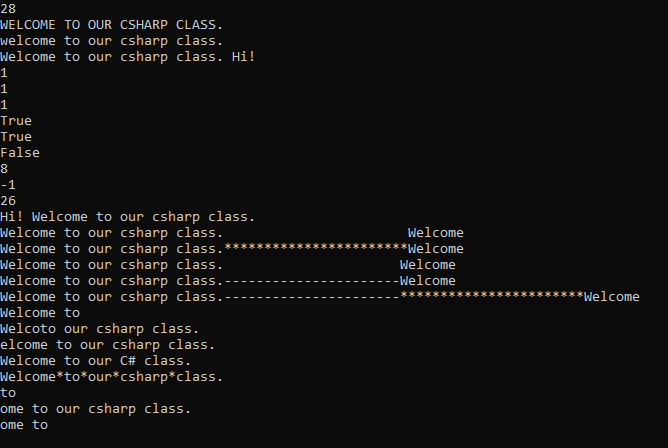 28
WELCOME TO OUR CSHARP CLASS.
welcome to our csharp class.
Welcome to our csharp class. Hi!
1
1
1
True
True
False
8
-1
26
Hi! Welcome to our csharp class.
Welcome to our csharp class.                       Welcome
Welcome to our csharp class.***********************Welcome
Welcome to our csharp class.                      Welcome
Welcome to our csharp class.----------------------Welcome
Welcome to our csharp class.----------------------***********************Welcome
Welcome to
Welcoto our csharp class.
elcome to our csharp class.
Welcome to our C# class.
Welcome*to*our*csharp*class.
to
ome to our csharp class.
ome to